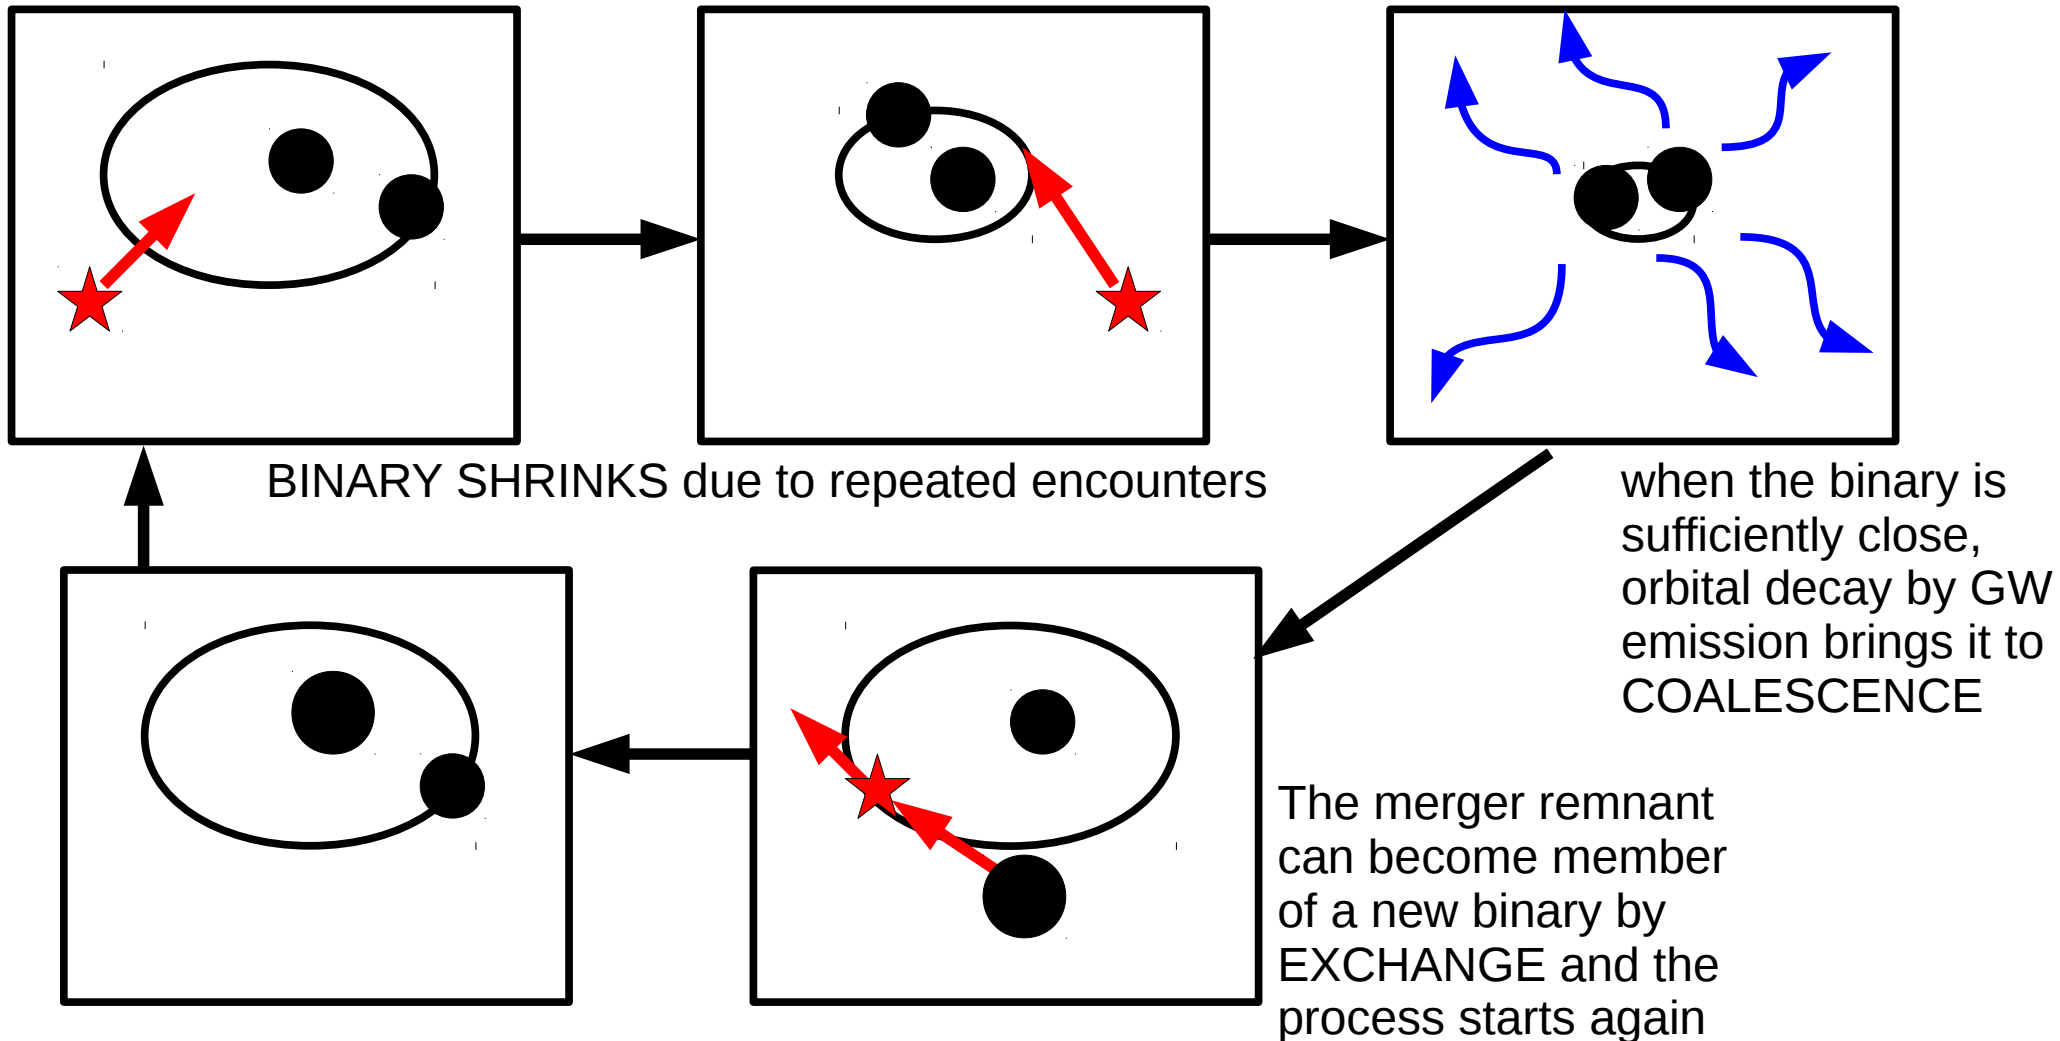 BINARY SHRINKS due to repeated encounters
when the binary is
sufficiently close,
orbital decay by GW
emission brings it to
COALESCENCE
The merger remnant
can become member
of a new binary by
EXCHANGE and the
process starts again